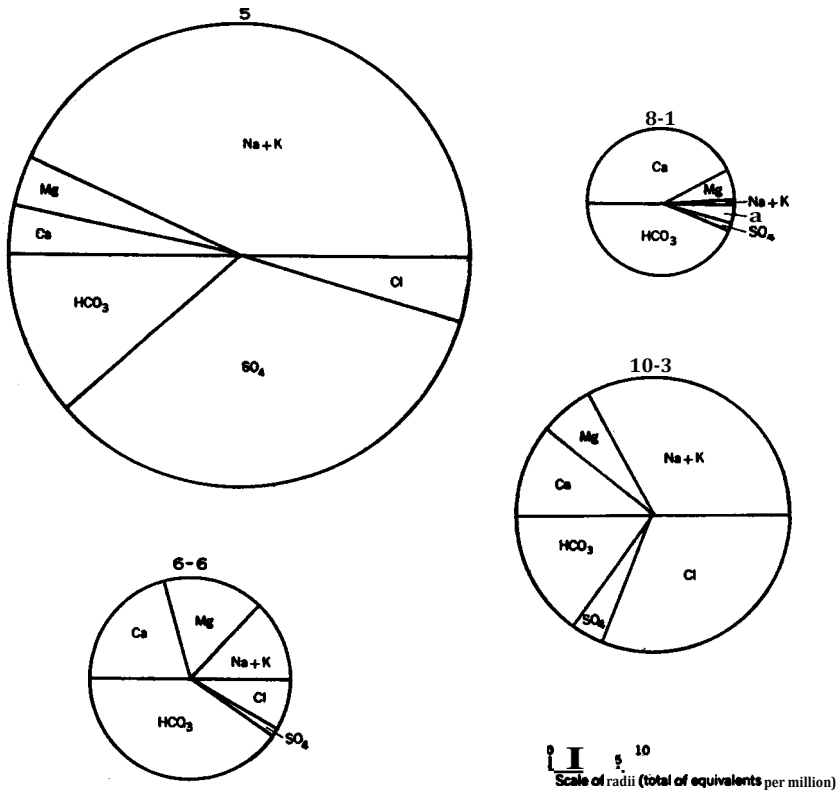 5
Na+K
Mg
Ca
HCO3
Cl
SO4
8-1
Ca
Mg
Na+K
a
SO4
HCO3
10-3
Mg
Na+K
Ca
HCO3
SO4
Cl
6-6
Ca
Mg
Na+K
HCO3
Cl
SO4
0 I 5 10
Scale of radii (total of equivalents per million)